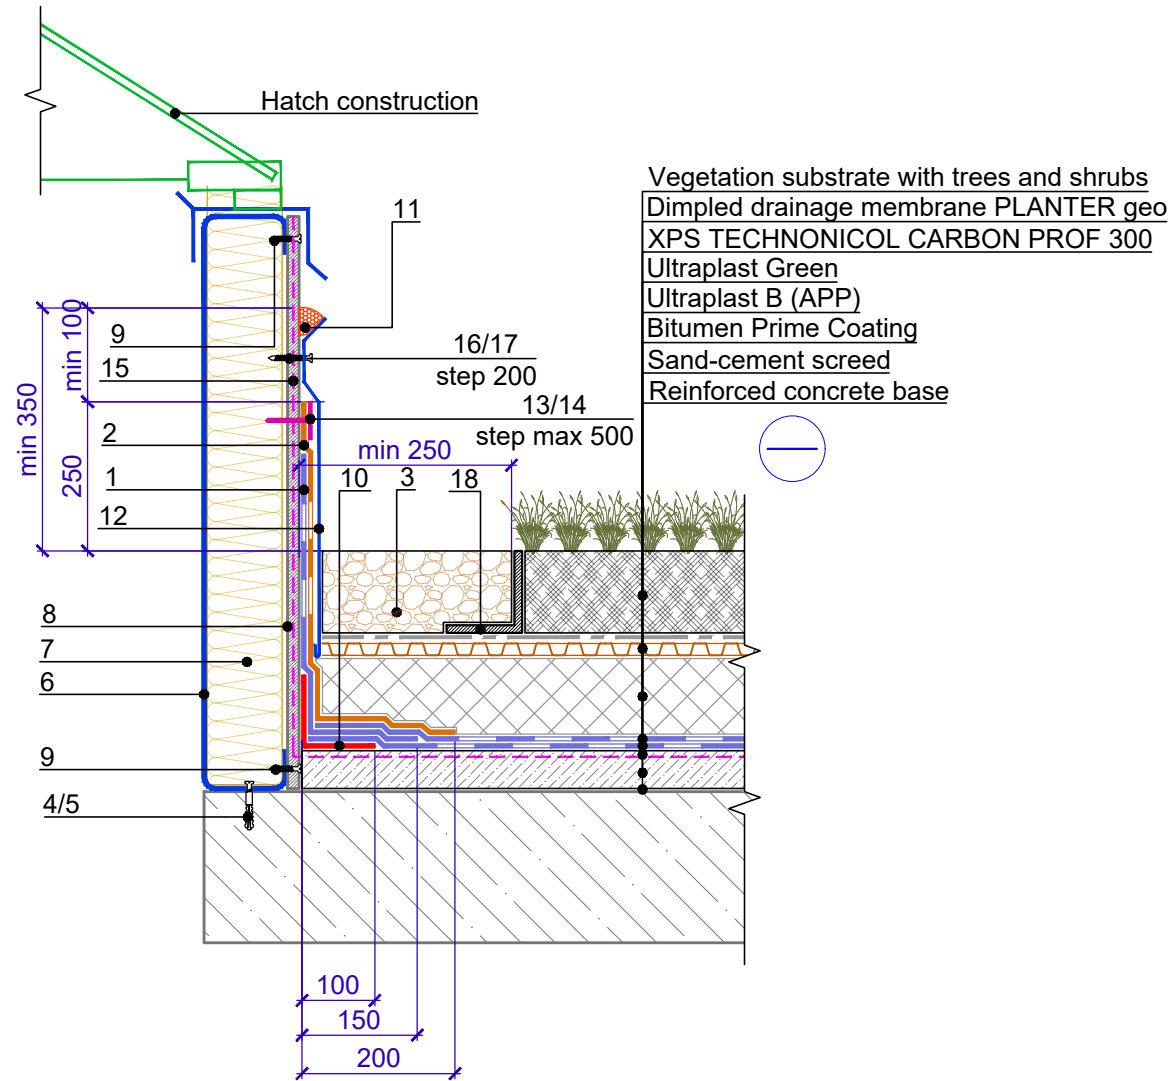 Hatch construction
Vegetation substrate with trees and shrubs
Dimpled drainage membrane PLANTER geo
XPS TECHNONICOL CARBON PROF 300
Ultraplast Green
Ultraplast B (APP)
Bitumen Prime Coating
Sand-cement screed
Reinforced concrete base
11
9
16/17
step 200
15
13/14
step max 500
min 100
min 350
250
2
min 250
1
10
3
18
12
8
7
6
9
4/5
100
150
200